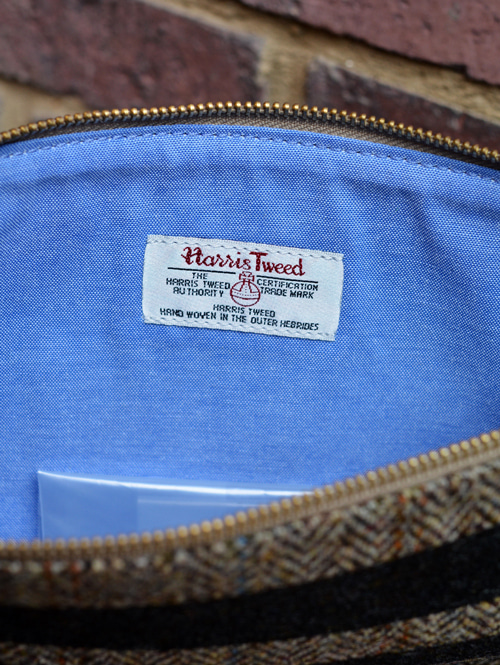 Harris Tweed
THE CERTIFICATION
HARRIS TWEED TRADE MARK
AUTHORITY
HARRIS TWEED
HAND WOVEN IN THE OUTER HEBRIDES